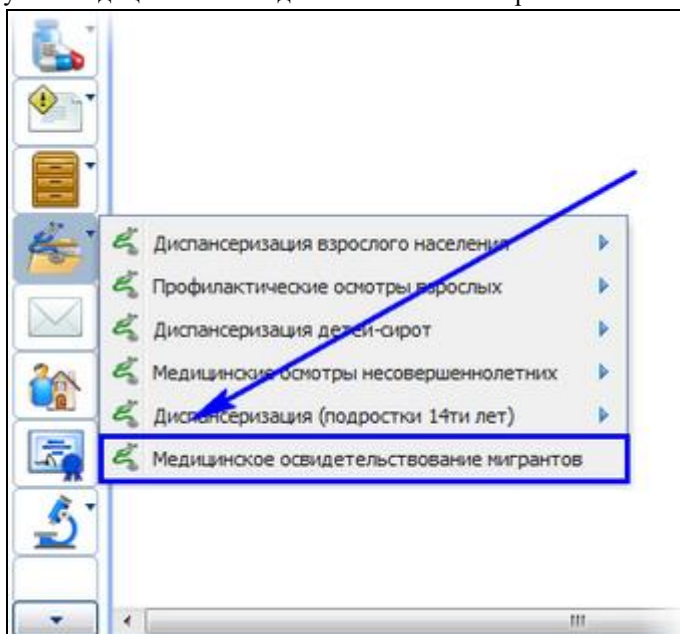 Диспансеризация взрослого населения
Профилактические осмотры взрослых
Диспансеризация детей-сирот
Медицинские осмотры несовершеннолетних
Диспансеризация (подростки 14ти лет)
Медицинское освидетельствование мигрантов